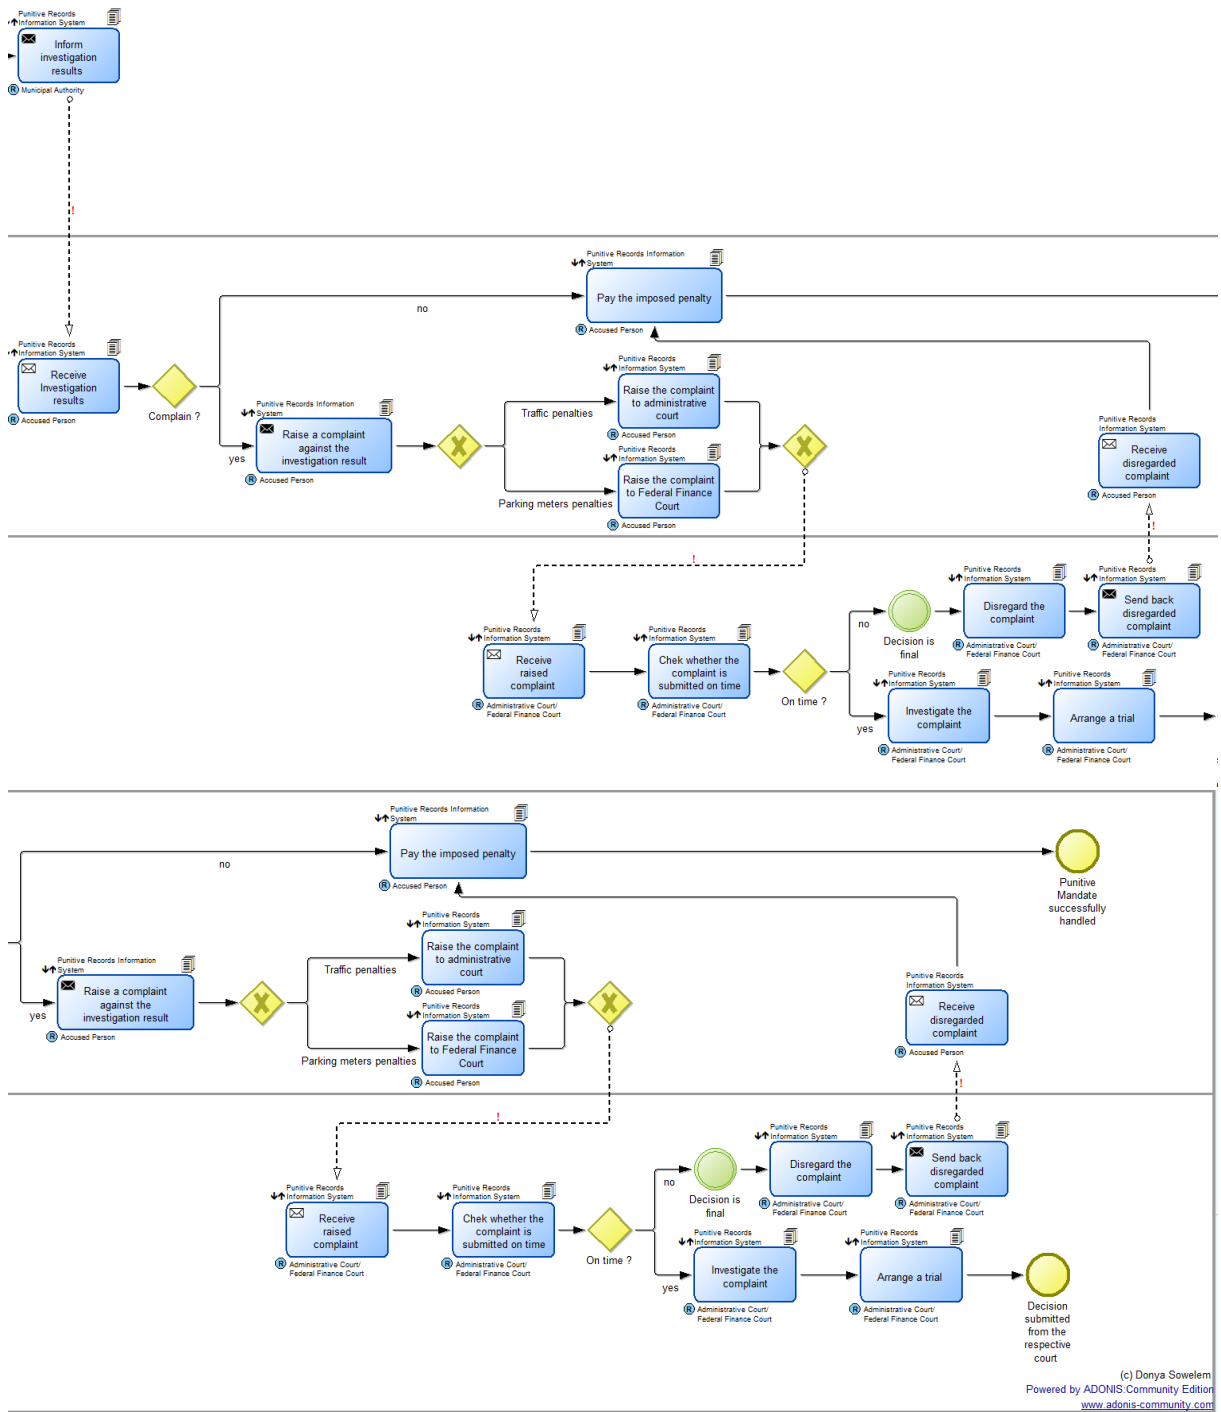 Punitive Records
Information System
Inform
investigation
results
R Municipal Authority
!
Punitive Records Information
System
Pay the imposed penalty
R Accused Person
no
Punitive Records
Information System
Receive
Investigation
results
R Accused Person
Complain ?
yes
Punitive Records Information
System
Raise a complaint
against the
investigation result
R Accused Person
Traffic penalties
Parking meters penalties
Punitive Records
Information System
Raise the complaint
to administrative
court
R Accused Person
Punitive Records
Information System
Raise the complaint
to Federal Finance
Court
R Accused Person
Punitive Records
Information System
Receive
disregarded
complaint
R Accused Person
!
!
Punitive Records
Information System
Receive
raised
complaint
R Administrative Court/
Federal Finance Court
Punitive Records
Information System
Chek whether the
complaint is
submitted on time
R Administrative Court/
Federal Finance Court
On time ?
no
Decision is
final
Punitive Records
Information System
Disregard the
complaint
R Administrative Court/
Federal Finance Court
Punitive Records
Information System
Send back
disregarded
complaint
R Administrative Court/
Federal Finance Court
yes
Punitive Records
Information System
Investigate the
complaint
R Administrative Court/
Federal Finance Court
Punitive Records
Information System
Arrange a trial
R Administrative Court/
Federal Finance Court
Punitive Records Information
System
Pay the imposed penalty
R Accused Person
no
Punitive
Mandate
successfully
handled
yes
Punitive Records Information
System
Raise a complaint
against the
investigation result
R Accused Person
Traffic penalties
Parking meters penalties
Punitive Records
Information System
Raise the complaint
to administrative
court
R Accused Person
Punitive Records
Information System
Raise the complaint
to Federal Finance
Court
R Accused Person
Punitive Records
Information System
Receive
disregarded
complaint
R Accused Person
!
!
Punitive Records
Information System
Receive
raised
complaint
R Administrative Court/
Federal Finance Court
Punitive Records
Information System
Chek whether the
complaint is
submitted on time
R Administrative Court/
Federal Finance Court
On time ?
no
Decision is
final
Punitive Records
Information System
Disregard the
complaint
R Administrative Court/
Federal Finance Court
Punitive Records
Information System
Send back
disregarded
complaint
R Administrative Court/
Federal Finance Court
yes
Punitive Records
Information System
Investigate the
complaint
R Administrative Court/
Federal Finance Court
Punitive Records
Information System
Arrange a trial
R Administrative Court/
Federal Finance Court
Decision
submitted
from the
respective
court
(c) Donya Sowelem
Powered by ADONIS:Community Edition
www.adonis-community.com